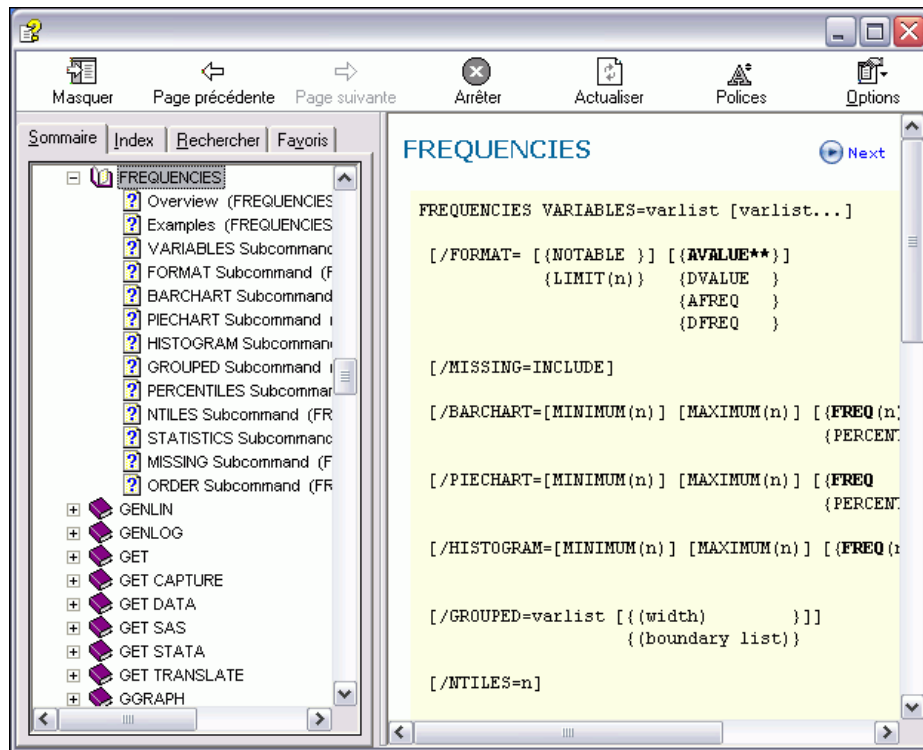 Masquer Page précédente Page suivante Arrêter Actualiser Polices Options
Sommaire Index Rechercher Favoris
FREQUENCIES
Overview (FREQUENCIES
Examples (FREQUENCIES
VARIABLES Subcommand
FORMAT Subcommand (F
BARCHART Subcommand
PIECHART Subcommand
HISTOGRAM Subcommand
GROUPED Subcommand
PERCENTILES Subcommand
NTILES Subcommand (FR
STATISTICS Subcommand
MISSING Subcommand (F
ORDER Subcommand (FR
GENLIN
GENLOG
GET
GET CAPTURE
GET DATA
GET SAS
GET STATA
GET TRANSLATE
GGRAPH
FREQUENCIES Next
FREQUENCIES VARIABLES=varlist [varlist...]
[/FORMAT= [{NOTABLE }] [{AVALUE**}]
{LIMIT(n)} {DVALUE }
{AFREQ }
{DFREQ }
[/MISSING=INCLUDE]
[/BARCHART=[MINIMUM(n)] [MAXIMUM(n)] [{FREQ(n)
{PERCENT
[/PIECHART=[MINIMUM(n)] [MAXIMUM(n)] [{FREQ
{PERCENT
[/HISTOGRAM=[MINIMUM(n)] [MAXIMUM(n)] [{FREQ(n
[/GROUPED=varlist [{(width) }]]
{(boundary list)}
[/NTILES=n]